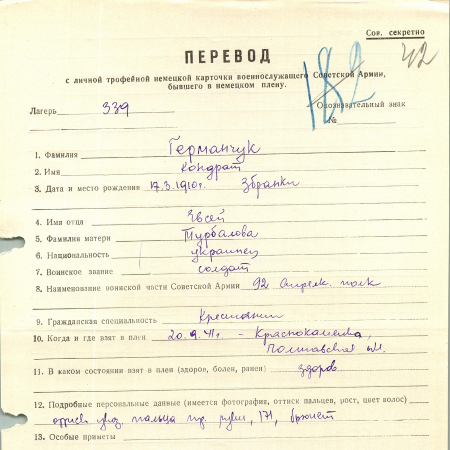 Сов. секретно
42
182
ПЕРЕВОД
с личной трофейной немецкой карточки военнослужащего Советской Армии,
бывшего в немецком плену.
Лагерь 339
Опознавательный знак
№
1. Фамилия Германчук
2. Имя Кондрат
3. Дата и место рождения 17.3.1910г. Збранки
4. Имя отца Евсей
5. Фамилия матери Турбалова
6. Национальность украинец
7. Воинское звание солдат
8. Наименование воинской части Советской Армии 92 стрелк. полк
9. Гражданская специальность Крестьянин
10. Когда и где взят в плен 20.9.41г. - Краснокаменка,
Полтавская
11. В каком состоянии взят в плен (здоров, болен, ранен) здоров
12. Подробные персональные данные (имеется фотография, оттиск пальцев, рост, цвет волос)
оттиск указ. пальца пр. руки, 171, брюнет
13. Особые приметы